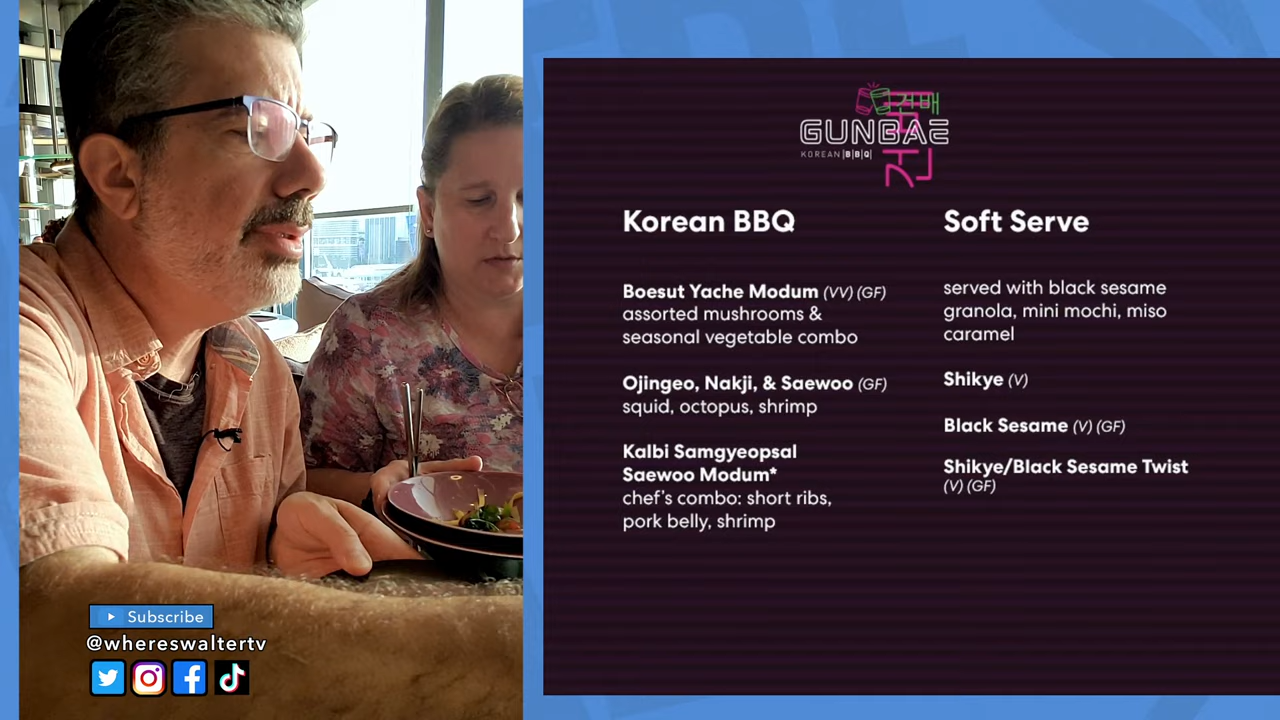 건배
GUNBAE
KOREAN |B|B|Q|
Korean BBQ
Boesut Yache Modum (VV) (GF)
assorted mushrooms &
seasonal vegetable combo
Ojingeo, Nakji, & Saewoo (GF)
squid, octopus, shrimp
Kalbi Samgyeopsal
Saewoo Modum*
chef's combo: short ribs,
pork belly, shrimp
Soft Serve
served with black sesame
granola, mini mochi, miso
caramel
Shikye (V)
Black Sesame (V) (GF)
Shikye/Black Sesame Twist
(V) (GF)
Subscribe
@whereswaltertv